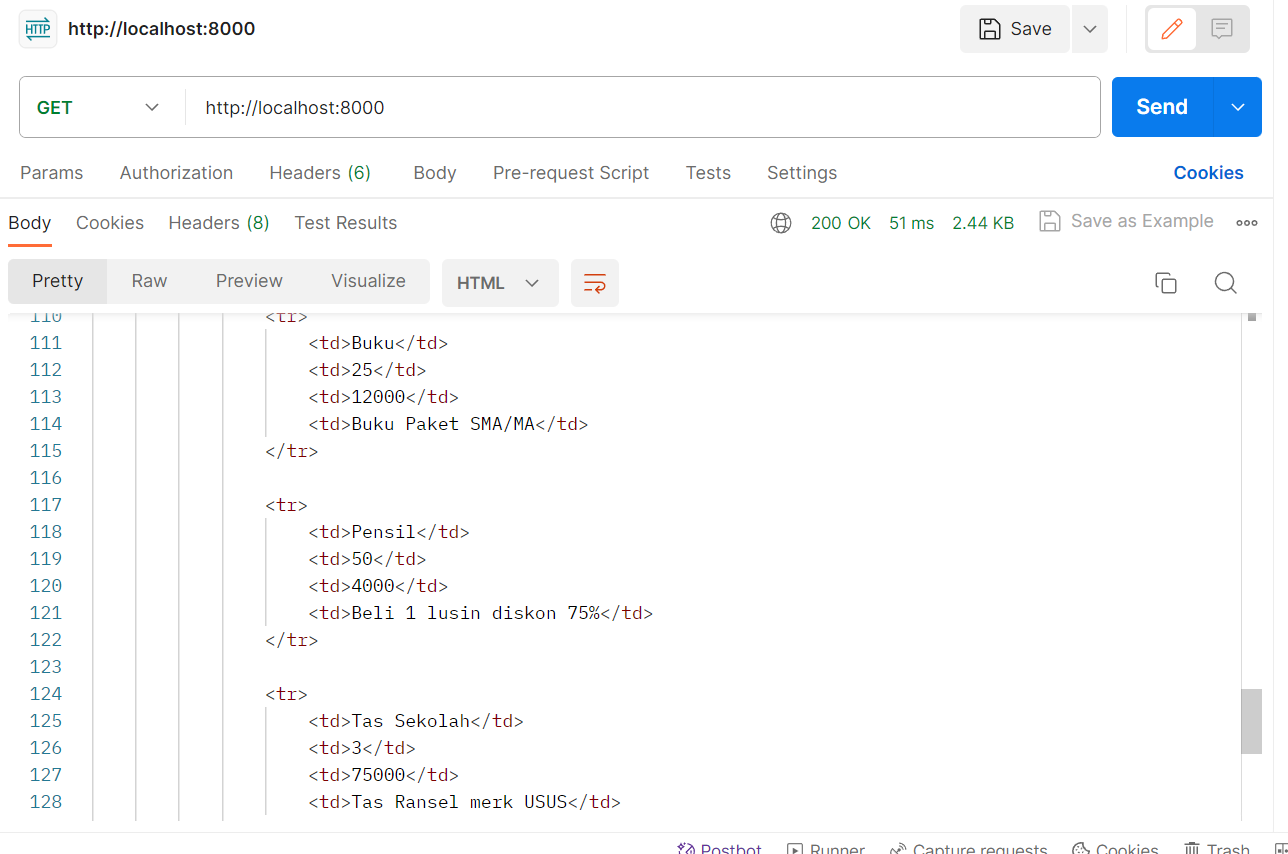 HTTP http://localhost:8000 Save
GET http://localhost:8000 Send
Params Authorization Headers (6) Body Pre-request Script Tests Settings Cookies
Body Cookies Headers (8) Test Results 200 OK 51 ms 2.44 KB Save as Example
Pretty Raw Preview Visualize HTML
110 <tr>
111 <td>Buku</td>
112 <td>25</td>
113 <td>12000</td>
114 <td>Buku Paket SMA/MA</td>
115 </tr>
116
117 <tr>
118 <td>Pensil</td>
119 <td>50</td>
120 <td>4000</td>
121 <td>Beli 1 lusin diskon 75%</td>
122 </tr>
123
124 <tr>
125 <td>Tas Sekolah</td>
126 <td>3</td>
127 <td>75000</td>
128 <td>Tas Ransel merk USUS</td>
Postbot Runner Capture requests Cookies Trash